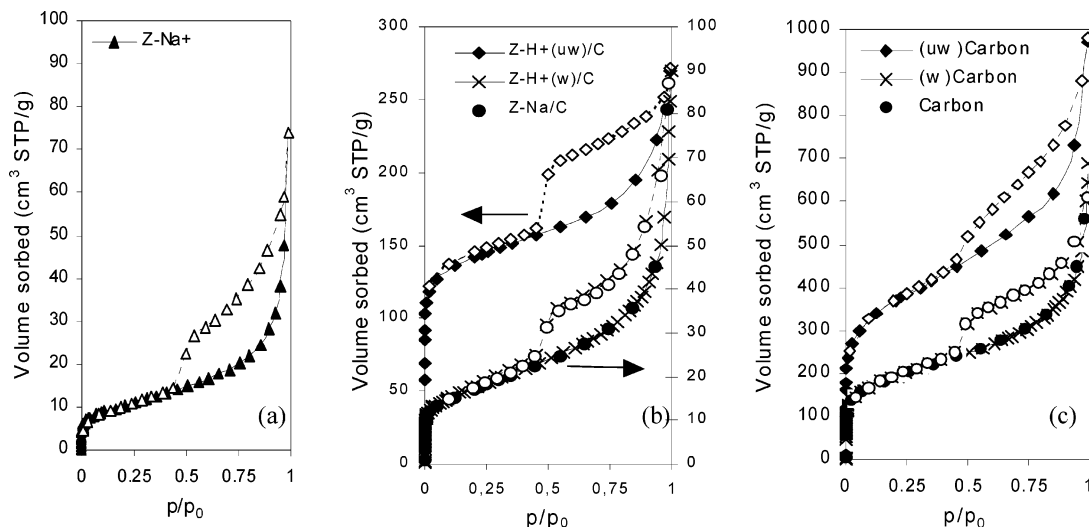 Z-Na+
Volume sorbed (cm³ STP/g)
100
90
80
70
60
50
40
30
20
10
0
0 0.25 0.5 0.75 1
p/p₀
(a)
Z-H+(uw)/C
Z-H+(w)/C
Z-Na/C
Volume sorbed (cm³ STP/g)
300
250
200
150
100
50
0
100
90
80
70
60
50
40
30
20
10
0
0 0,25 0,5 0,75 1
p/p₀
(b)
(uw )Carbon
(w )Carbon
Carbon
Volume sorbed (cm³ STP/g)
1000
900
800
700
600
500
400
300
200
100
0
0 0.25 0.5 0.75 1
p/p₀
(c)